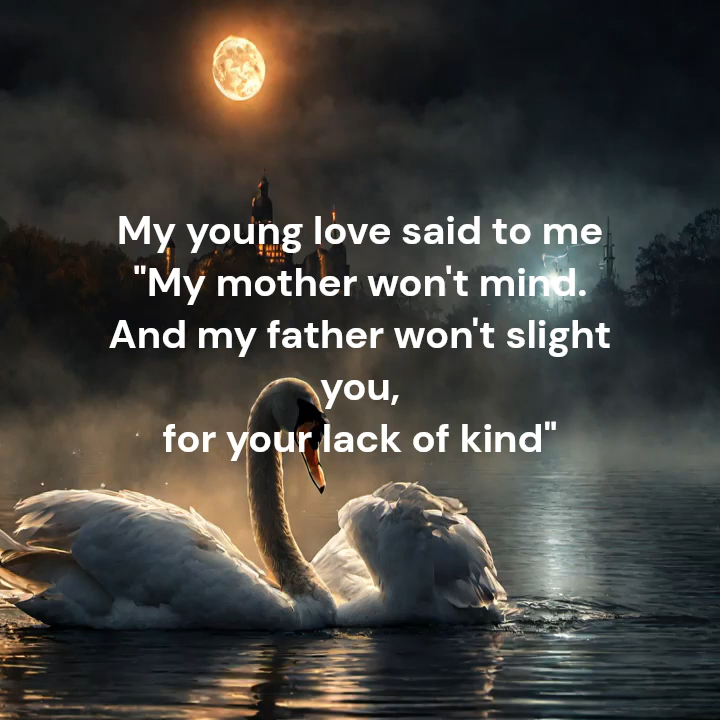 My young love said to me
"My mother won't mind.
And my father won't slight
you,
for your lack of kind"